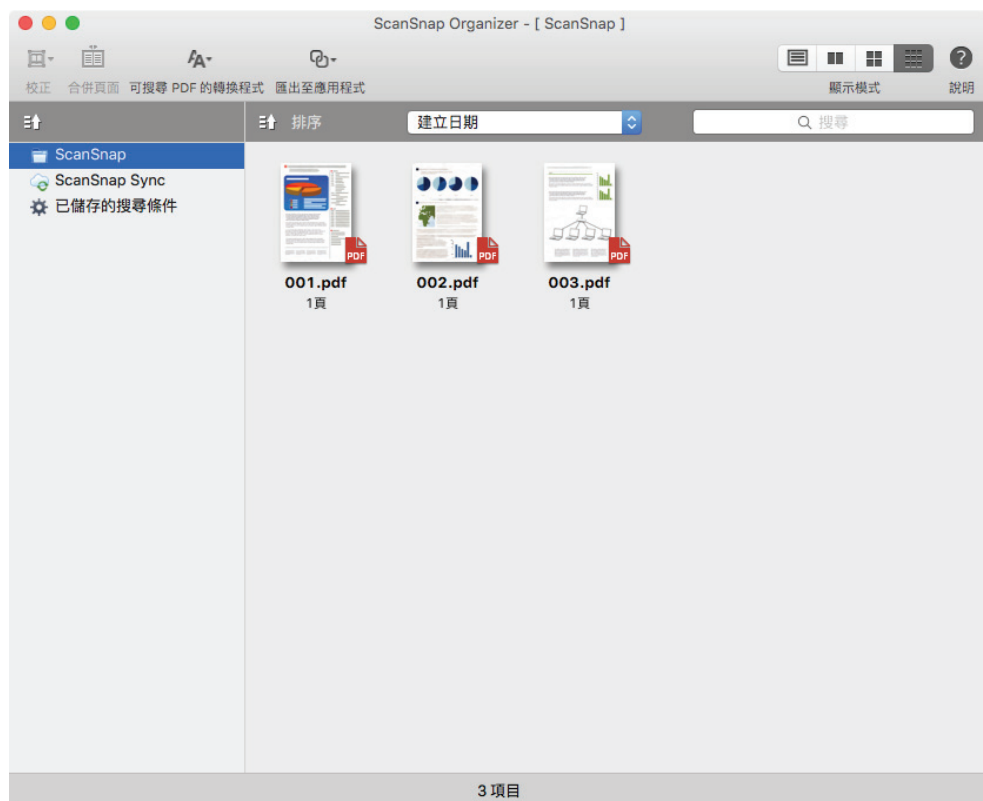 ScanSnap Organizer - [ ScanSnap ]
校正 合併頁面 可搜尋 PDF 的轉換程式 匯出至應用程式 顯示模式 說明
排序 建立日期 搜尋
ScanSnap
ScanSnap Sync
已儲存的搜尋條件
PDF PDF PDF
001.pdf 002.pdf 003.pdf
1頁 1頁 1頁
3 項目